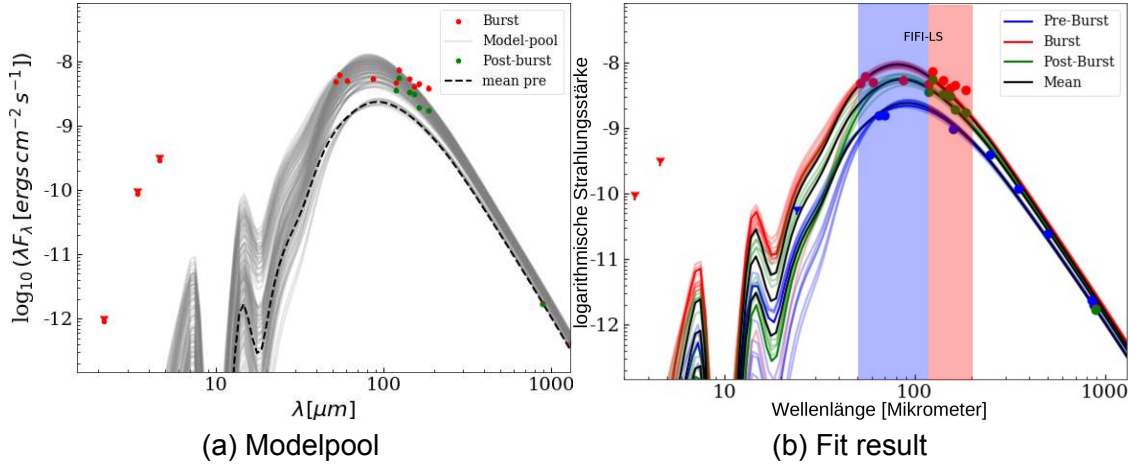 Burst
Model-pool
Post-burst
mean pre
log₁₀ (λFλ [ergs cm⁻² s⁻¹])
-8
-9
-10
-11
-12
10
100
1000
λ[μm]
(a) Modelpool
FIFI-LS
Pre-Burst
Burst
Post-Burst
Mean
logarithmische Strahlungsstärke
-8
-9
-10
-11
-12
10
100
1000
Wellenlänge [Mikrometer]
(b) Fit result